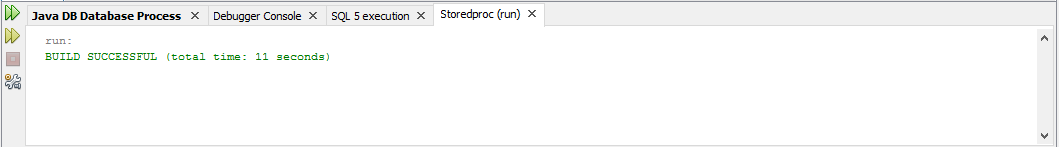 Java DB Database Process Debugger Console SQL 5 execution Storedproc (run)
run:
BUILD SUCCESSFUL (total time: 11 seconds)